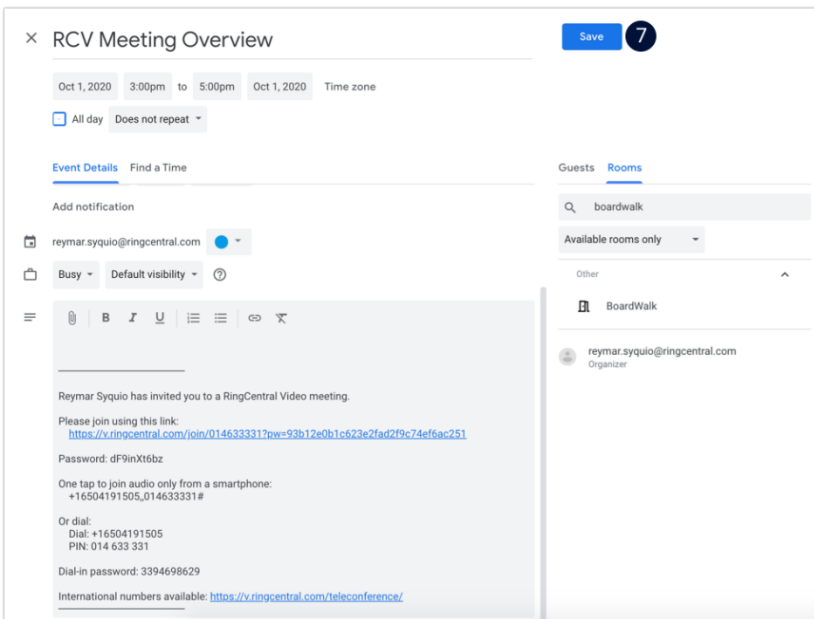 RCV Meeting Overview
Save 7
Oct 1, 2020 3:00pm to 5:00pm Oct 1, 2020 Time zone
All day Does not repeat
Event Details Find a Time
Guests Rooms
Add notification
boardwalk
reymar.syquio@ringcentral.com
Available rooms only
Busy Default visibility
Other
B I U
BoardWalk
reymar.syquio@ringcentral.com
Organizer
Reymar Syquio has invited you to a RingCentral Video meeting.
Please join using this link:
https://v.ringcentral.com/join/014633331?pw=93b12e0b1c623e2fad2f9c74ef6ac251
Password: dF9inXt6bz
One tap to join audio only from a smartphone:
+16504191505,,014633331#
Or dial:
Dial: +16504191505
PIN: 014 633 331
Dial-in password: 3394698629
International numbers available: https://v.ringcentral.com/teleconference/